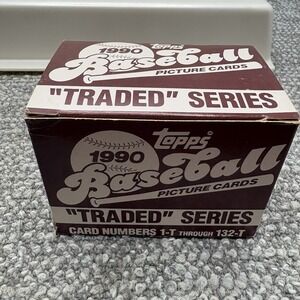 1990 Topps
Baseball
PICTURE CARDS
"TRADED" SERIES
Topps
1990
Baseball
PICTURE CARDS
"TRADED" SERIES
CARD NUMBERS 1-T THROUGH 132-T